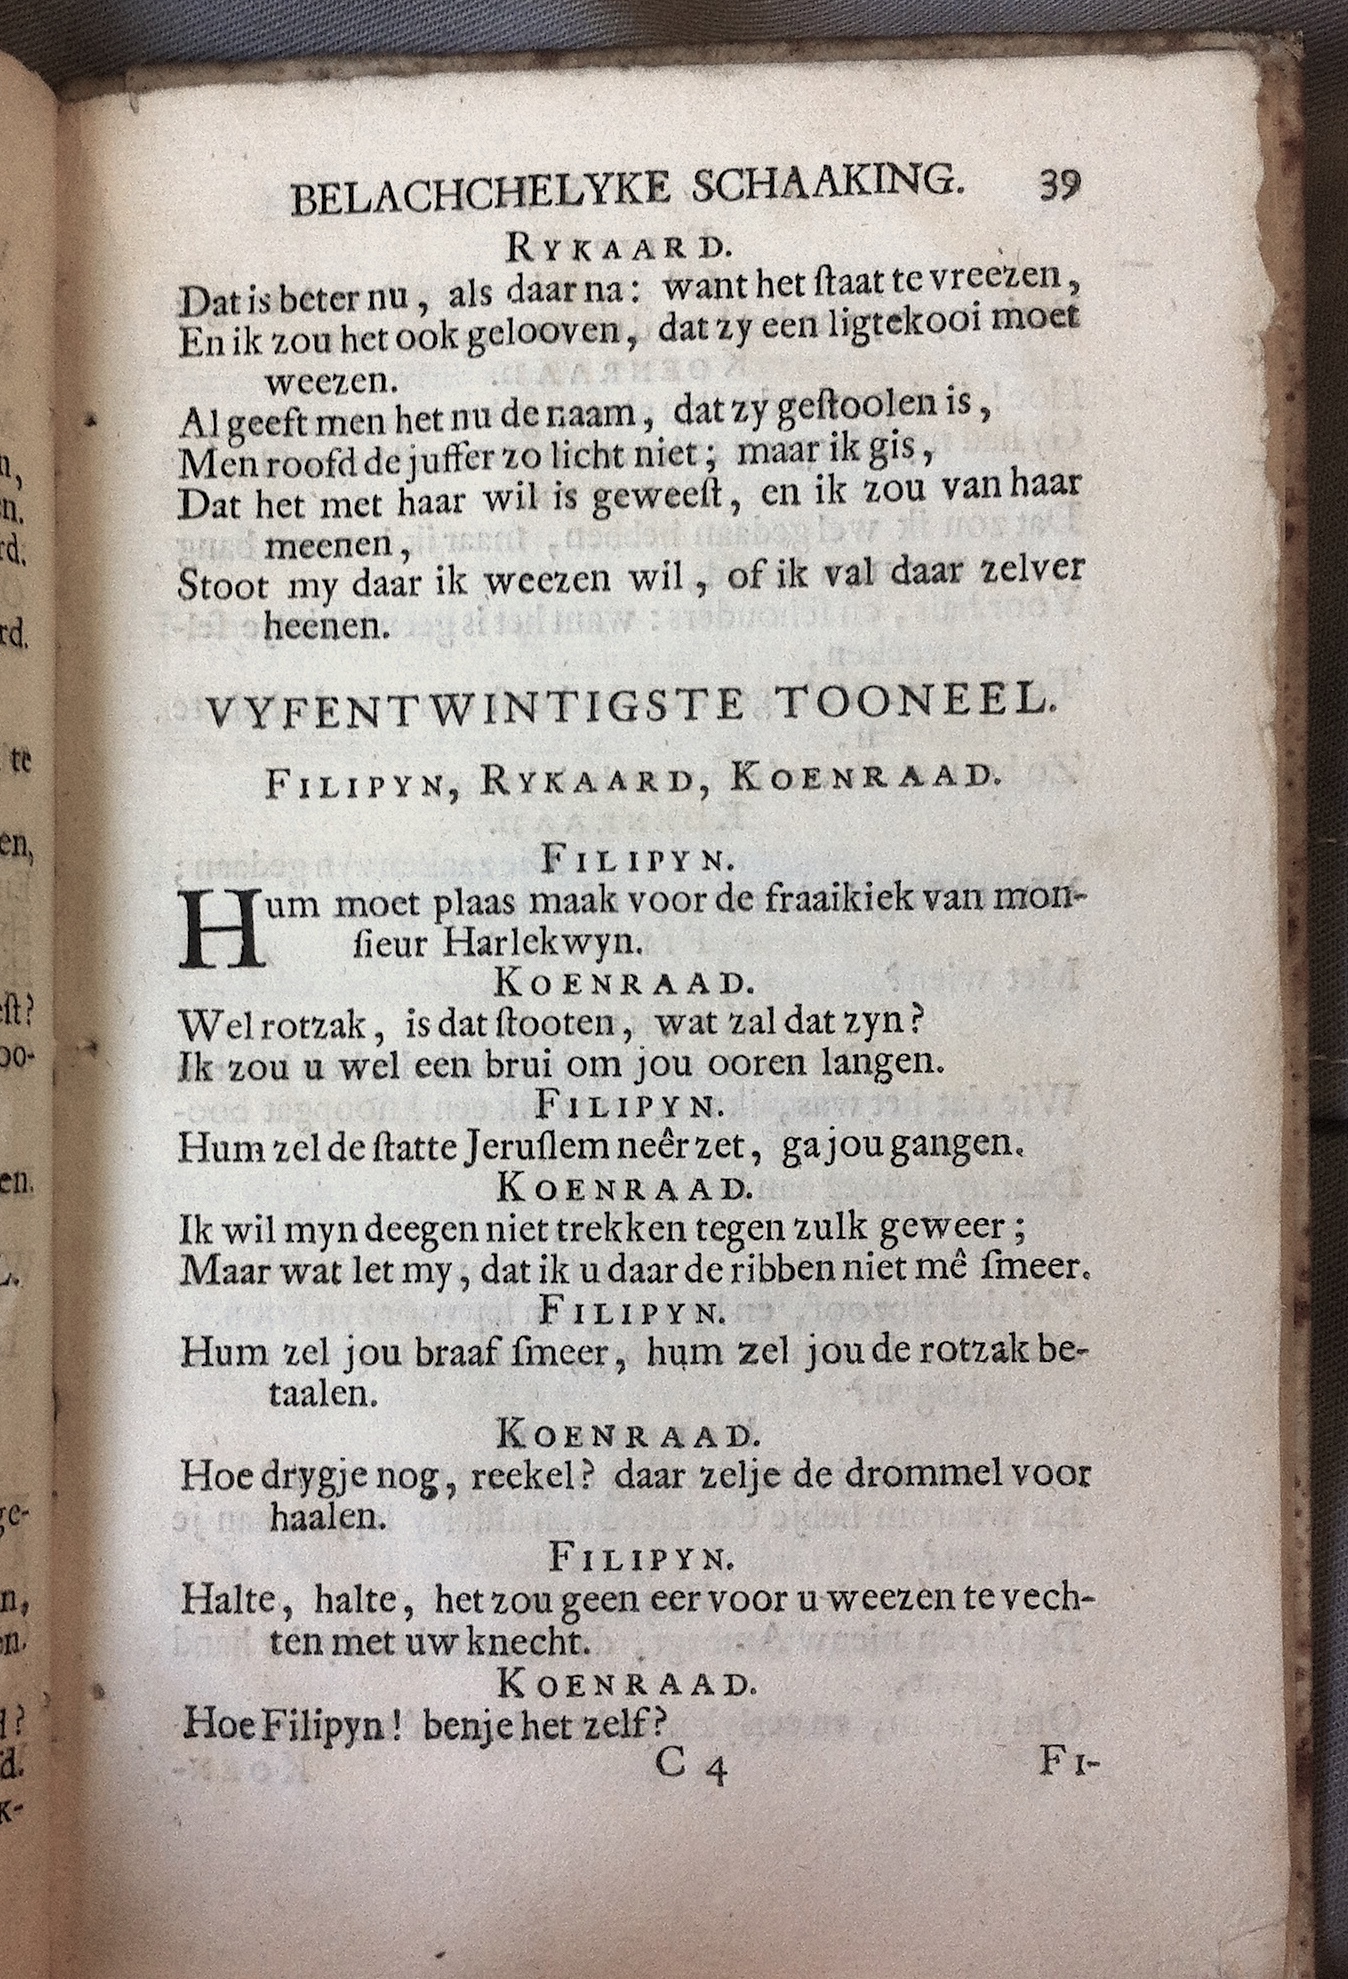 BELACHCHELYKE SCHAAKING. 39
RYKAARD.
Dat is beter nu, als daar na: want het ſtaat te vreezen,
En ik zou het ook gelooven, dat zy een ligtekooi moet
weezen.
Al geeft men het nu de naam, dat zy geſtoolen is,
Men roofd de juffer zo licht niet; maar ik gis,
Dat het met haar wil is geweeſt, en ik zou van haar
meenen,
Stoot my daar ik weezen wil, of ik val daar zelver
heenen.
VYFENTWINTIGSTE TOONEEL.
FILIPYN, RYKAARD, KOENRAAD.
FILIPYN.
Hum moet plaas maak voor de fraaikiek van mon-
ſieur Harlekwyn.
KOENRAAD.
Wel rotzak, is dat ſtooten, wat zal dat zyn?
Ik zou u wel een brui om jou ooren langen.
FILIPYN.
Hum zel de ſtatte Jeruſlem neêr zet, ga jou gangen.
KOENRAAD.
Ik wil myn deegen niet trekken tegen zulk geweer;
Maar wat let my, dat ik u daar de ribben niet mê ſmeer.
FILIPYN.
Hum zel jou braaf ſmeer, hum zel jou de rotzak be-
taalen.
KOENRAAD.
Hoe drygje nog, reekel? daar zelje de drommel voor
haalen.
FILIPYN.
Halte, halte, het zou geen eer voor u weezen te vech-
ten met uw knecht.
KOENRAAD.
Hoe Filipyn! benje het zelf?
C 4 FI-